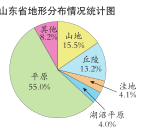 山东省地形分布情况统计图
其他
8.2%
山地
15.5%
丘陵
13.2%
洼地
4.1%
湖沼平原
4.0%
平原
55.0%